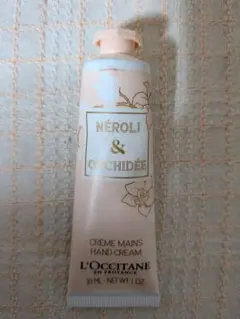 NÉROLI
&
ORCHIDÉE
CRÈME MAINS
HAND CREAM
L'OCCITANE
EN PROVENCE
30 ML - NET WT. 1 OZ